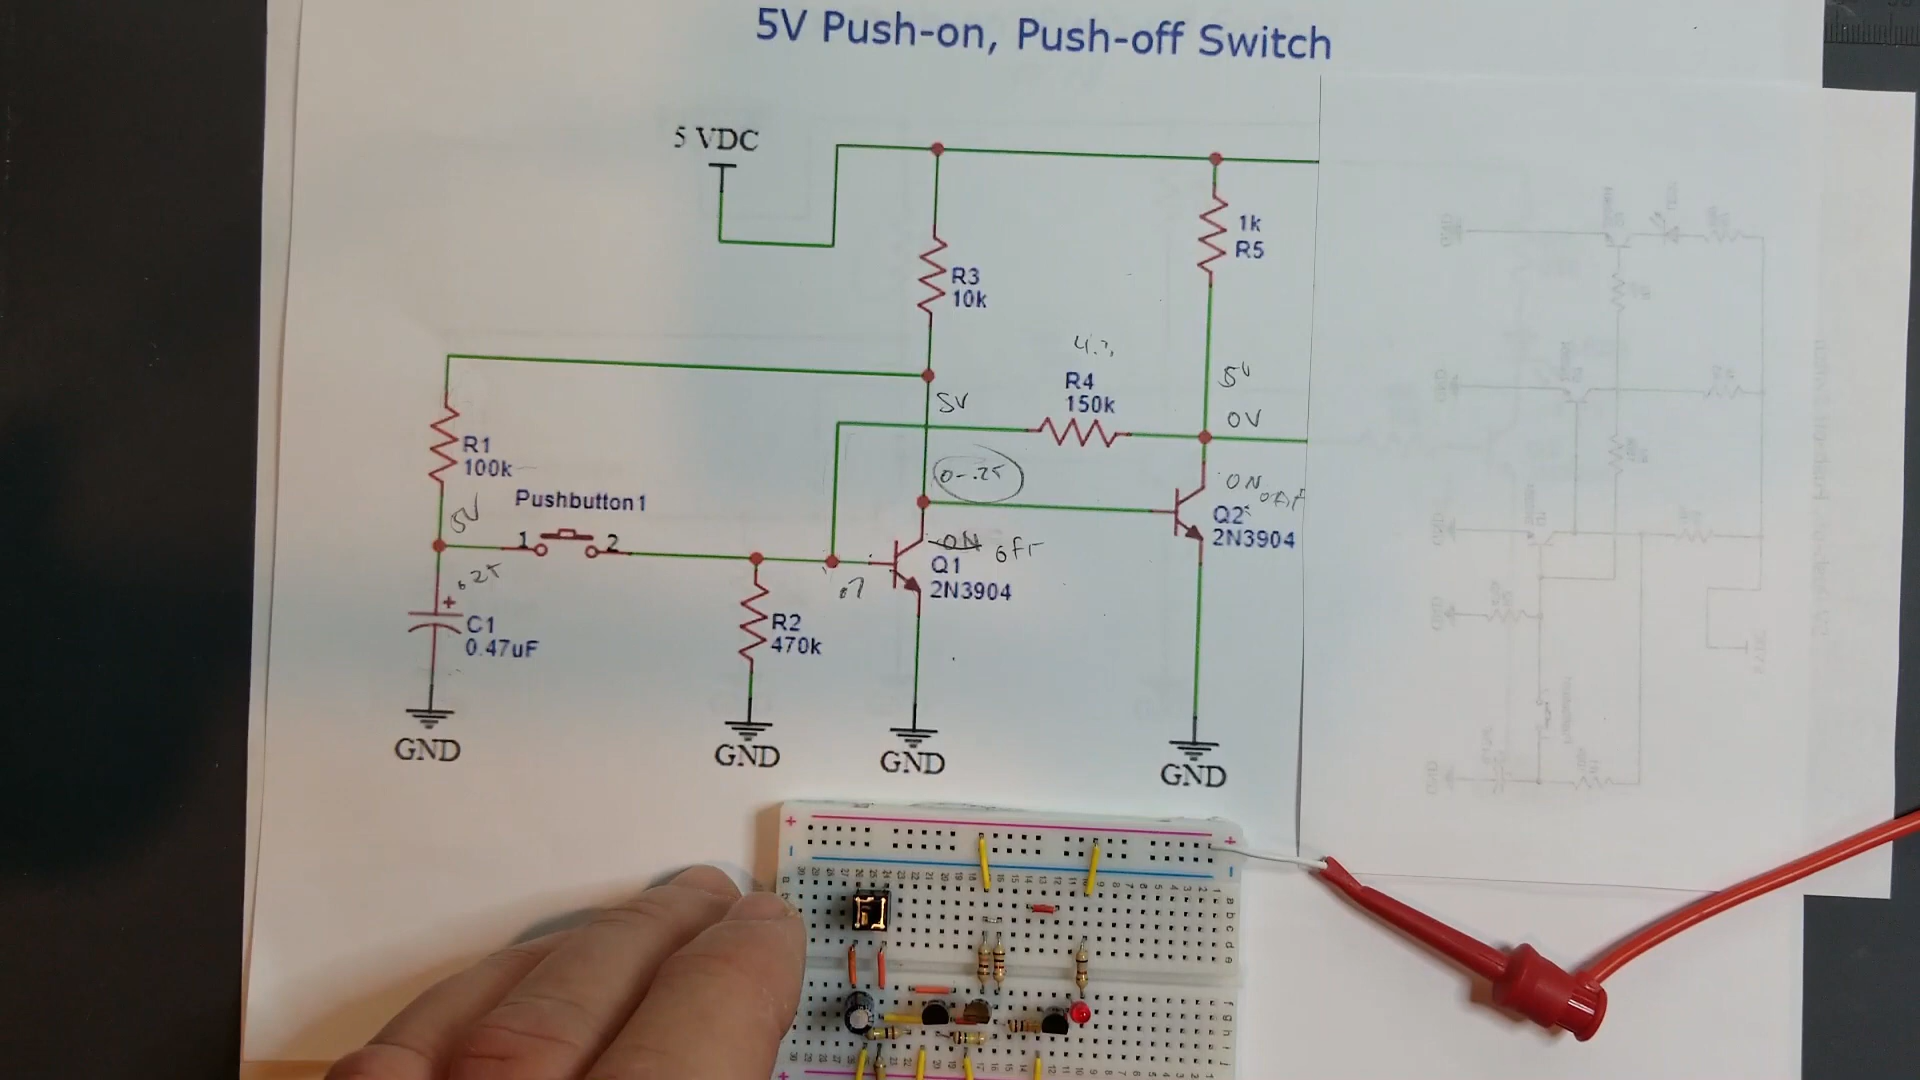 5V Push-on, Push-off Switch
5 VDC
1k
R5
R3
10k
R4
150k
5V
0V
5V
R1
100k
0-.25
ON
OFF
Pushbutton1
5V
1
2
Q2
2N3904
ON
OFF
Q1
2N3904
.25
.7
+
C1
0.47uF
R2
470k
GND
GND
GND
GND